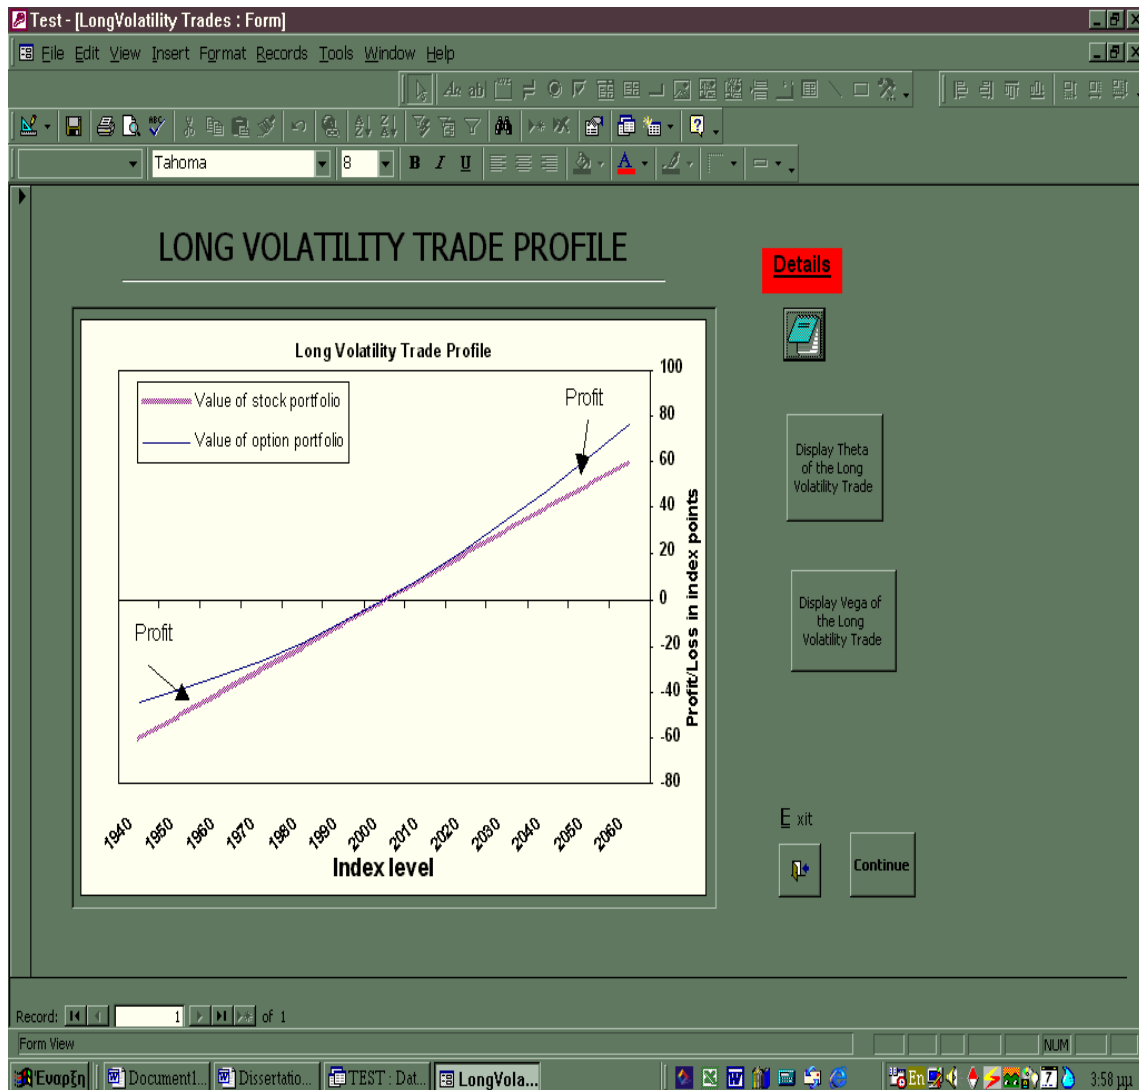 Test - [LongVolatility Trades : Form]
File Edit View Insert Format Records Tools Window Help
Tahoma 8 B I U A
LONG VOLATILITY TRADE PROFILE
Details
Long Volatility Trade Profile
Value of stock portfolio
Value of option portfolio
Profit
Profit
100
80
60
40
20
0
-20
-40
-60
-80
Profit/Loss in index points
1940 1950 1960 1970 1980 1990 2000 2010 2020 2030 2040 2050 2060
Index level
Display Theta
of the Long
Volatility Trade
Display Vega of
the Long
Volatility Trade
E xit
Continue
Record: 1 of 1
Form View NUM
Έναρξη Document1... Dissertatio... TEST : Dat... LongVola... En 7 3:58 μμ